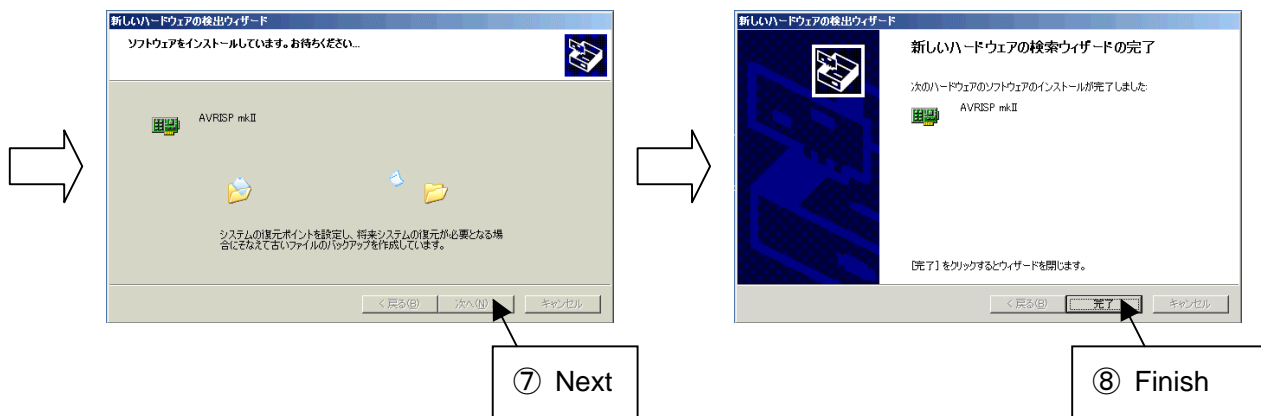 新しいハードウェアの検出ウィザード
ソフトウェアをインストールしています。お待ちください...
AVRISP mkII
システムの復元ポイントを設定し、将来システムの復元が必要となる場
合にそなえて古いファイルのバックアップを作成しています。
< 戻る(B)
次へ(N) >
キャンセル
⑦ Next
新しいハードウェアの検出ウィザード
新しいハードウェアの検索ウィザードの完了
次のハードウェアのソフトウェアのインストールが完了しました:
AVRISP mkII
[完了] をクリックするとウィザードを閉じます。
< 戻る(B)
完了
キャンセル
⑧ Finish